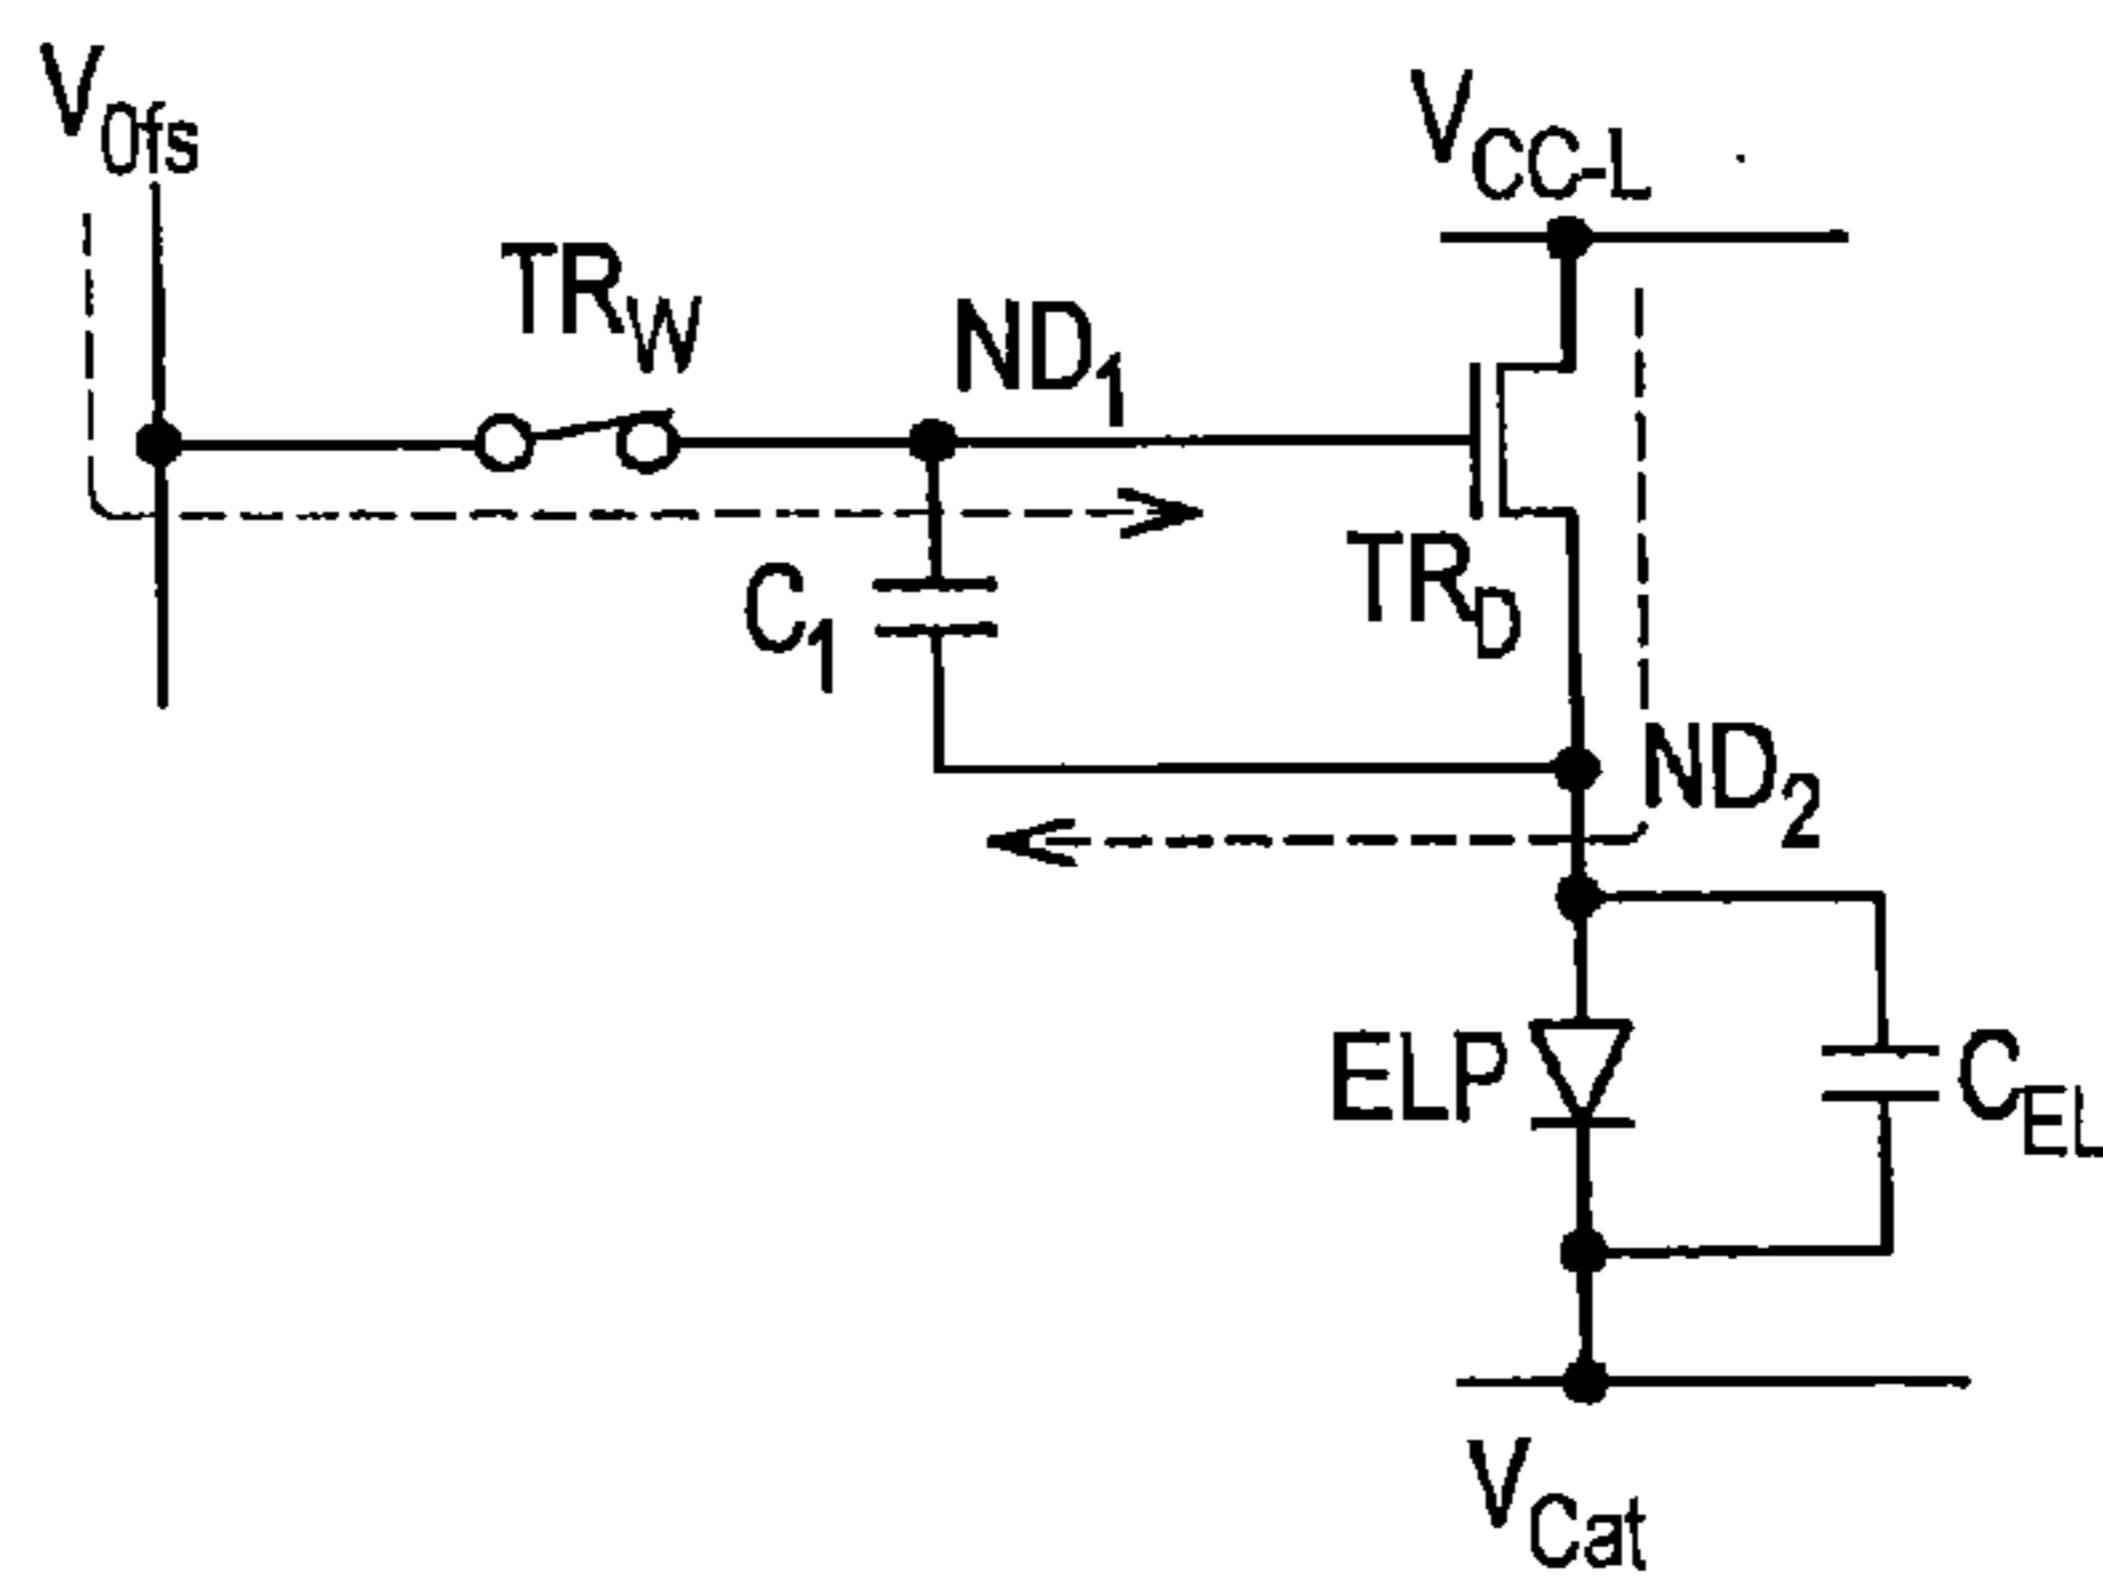 V0fs
VCC-L
TRW
ND1
C1
TRD
ND2
ELP
CEL
VCat